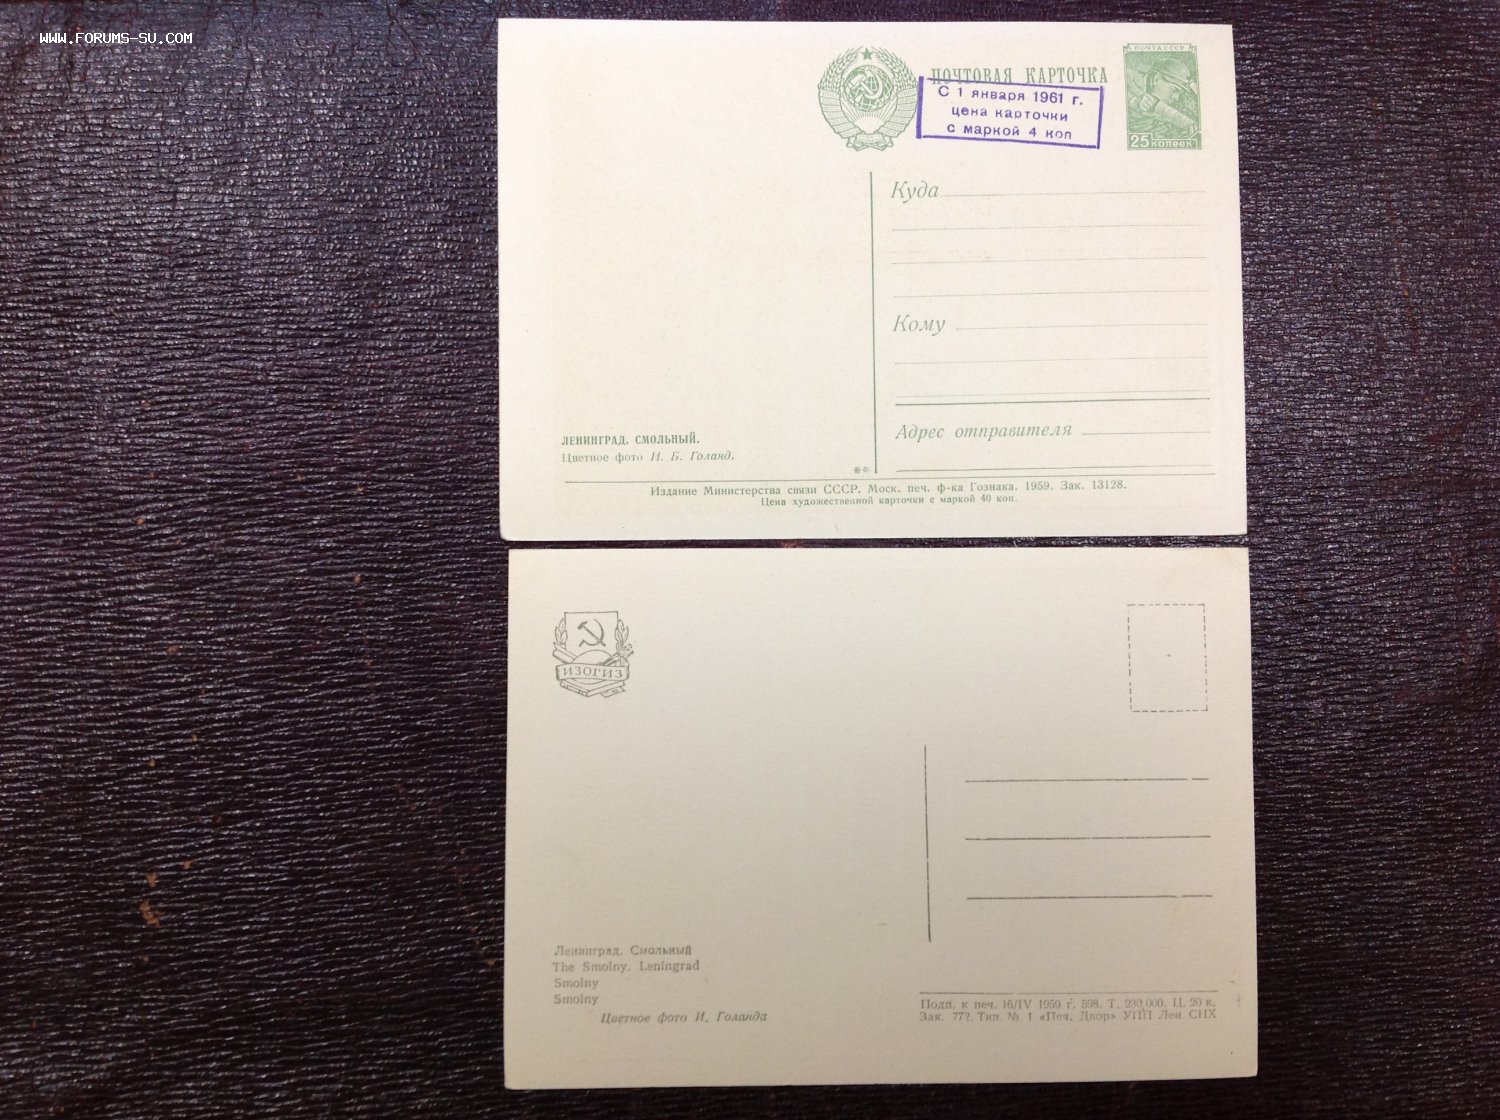 WWW.FORUMS-SU.COM
ПОЧТОВАЯ КАРТОЧКА
С 1 января 1961 г.
цена карточки
с маркой 4 коп
ПОЧТА СССР
25 копеек
Куда
Кому
Адрес отправителя
ЛЕНИНГРАД. СМОЛЬНЫЙ.
Цветное фото И. Б. Голанд.
**
Издание Министерства связи СССР. Моск. печ. ф-ка Гознака. 1959. Зак. 13128.
Цена художественной карточки с маркой 40 коп.
ИЗОГИЗ
Ленинград. Смольный
The Smolny. Leningrad
Smolny
Smolny
Цветное фото И. Голанда
Подп. к печ. 16/IV 1959 г. 598. Т. 230.000. Ц. 20 к.
Зак. 772. Тип. № 1 «Печ. Двор» УПП Лен. СНХ